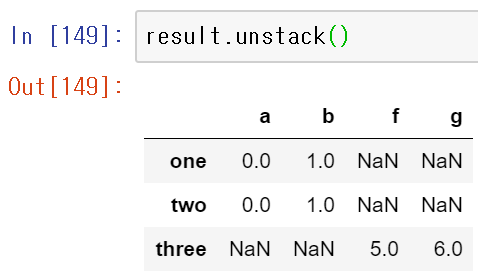 In [149]: result.unstack()
Out[149]:
a b f g
one 0.0 1.0 NaN NaN
two 0.0 1.0 NaN NaN
three NaN NaN 5.0 6.0